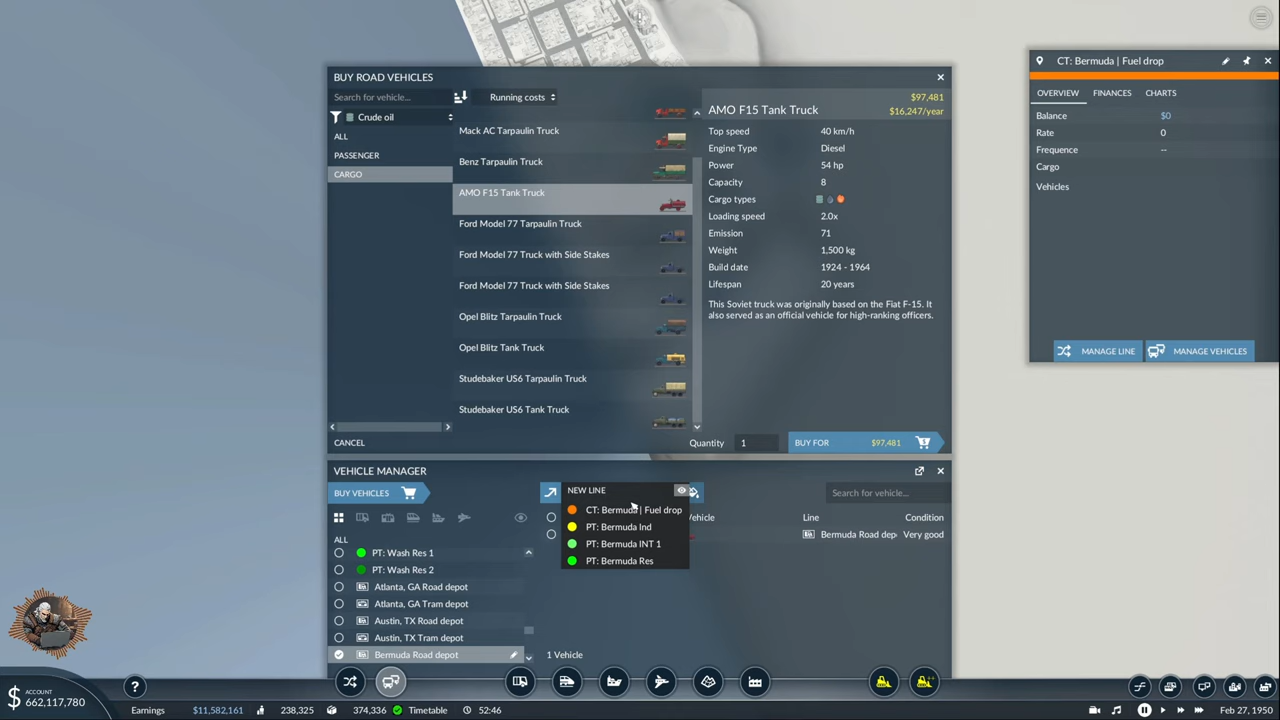 BUY ROAD VEHICLES
Search for vehicle...
Running costs
Crude oil
ALL
PASSENGER
CARGO
Mack AC Tarpaulin Truck
Benz Tarpaulin Truck
AMO F15 Tank Truck
Ford Model 77 Tarpaulin Truck
Ford Model 77 Truck with Side Stakes
Ford Model 77 Truck with Side Stakes
Opel Blitz Tarpaulin Truck
Opel Blitz Tank Truck
Studebaker US6 Tarpaulin Truck
Studebaker US6 Tank Truck
$97,481
AMO F15 Tank Truck $16,247/year
Top speed 40 km/h
Engine Type Diesel
Power 54 hp
Capacity 8
Cargo types
Loading speed 2.0x
Emission 71
Weight 1,500 kg
Build date 1924 - 1964
Lifespan 20 years
This Soviet truck was originally based on the Fiat F-15. It
also served as an official vehicle for high-ranking officers.
CANCEL
Quantity 1 BUY FOR $97,481
CT: Bermuda | Fuel drop
OVERVIEW FINANCES CHARTS
Balance $0
Rate 0
Frequency --
Cargo
Vehicles
MANAGE LINE MANAGE VEHICLES
VEHICLE MANAGER
BUY VEHICLES
Search for vehicle...
NEW LINE
CT: Bermuda | Fuel drop
PT: Bermuda Ind
PT: Bermuda INT 1
PT: Bermuda Res
Vehicle Line Condition
Bermuda Road dep Very good
ALL
PT: Wash Res 1
PT: Wash Res 2
Atlanta, GA Road depot
Atlanta, GA Tram depot
Austin, TX Road depot
Austin, TX Tram depot
Bermuda Road depot
1 Vehicle
$ ACCOUNT
662,117,780
?
Earnings $11,582,161 238,325 374,336 Timetable 52:46
Feb 27, 1950